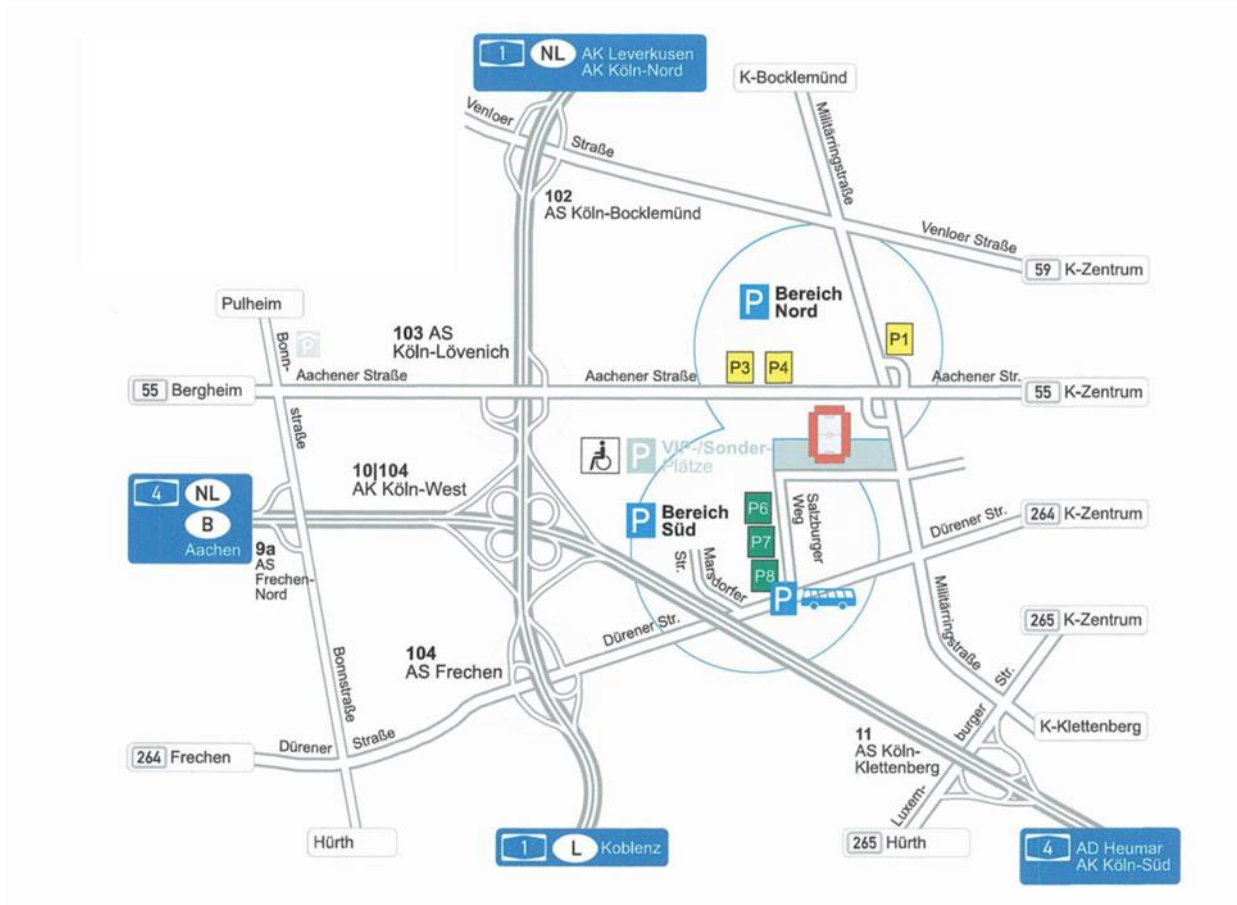 1 NL AK Leverkusen
AK Köln-Nord
K-Bocklemünd
Venloer
Straße
Militärringstraße
102
AS Köln-Bocklemünd
Venloer Straße
59 K-Zentrum
Pulheim
P Bereich
Nord
Bonn-
P
103 AS
Köln-Lövenich
P1
P3
P4
Aachener Straße
Aachener Straße
Aachener Str.
55 Bergheim
55 K-Zentrum
straße
P VIP-/Sonder-
Plätze
10|104
AK Köln-West
4 NL
B
Aachen
P Bereich
Süd
P6
P7
P8
Salzburger
Weg
Dürener Str.
264 K-Zentrum
9a
AS
Frechen-
Nord
Marsdorfer
Str.
P
Dürener Str.
Militärringstraße
265 K-Zentrum
104
AS Frechen
Bonnstraße
Luxem-
burger
Str.
K-Klettenberg
11
AS Köln-
Klettenberg
264 Frechen
Dürener
Straße
Hürth
1 L Koblenz
265 Hürth
4 AD Heumar
AK Köln-Süd